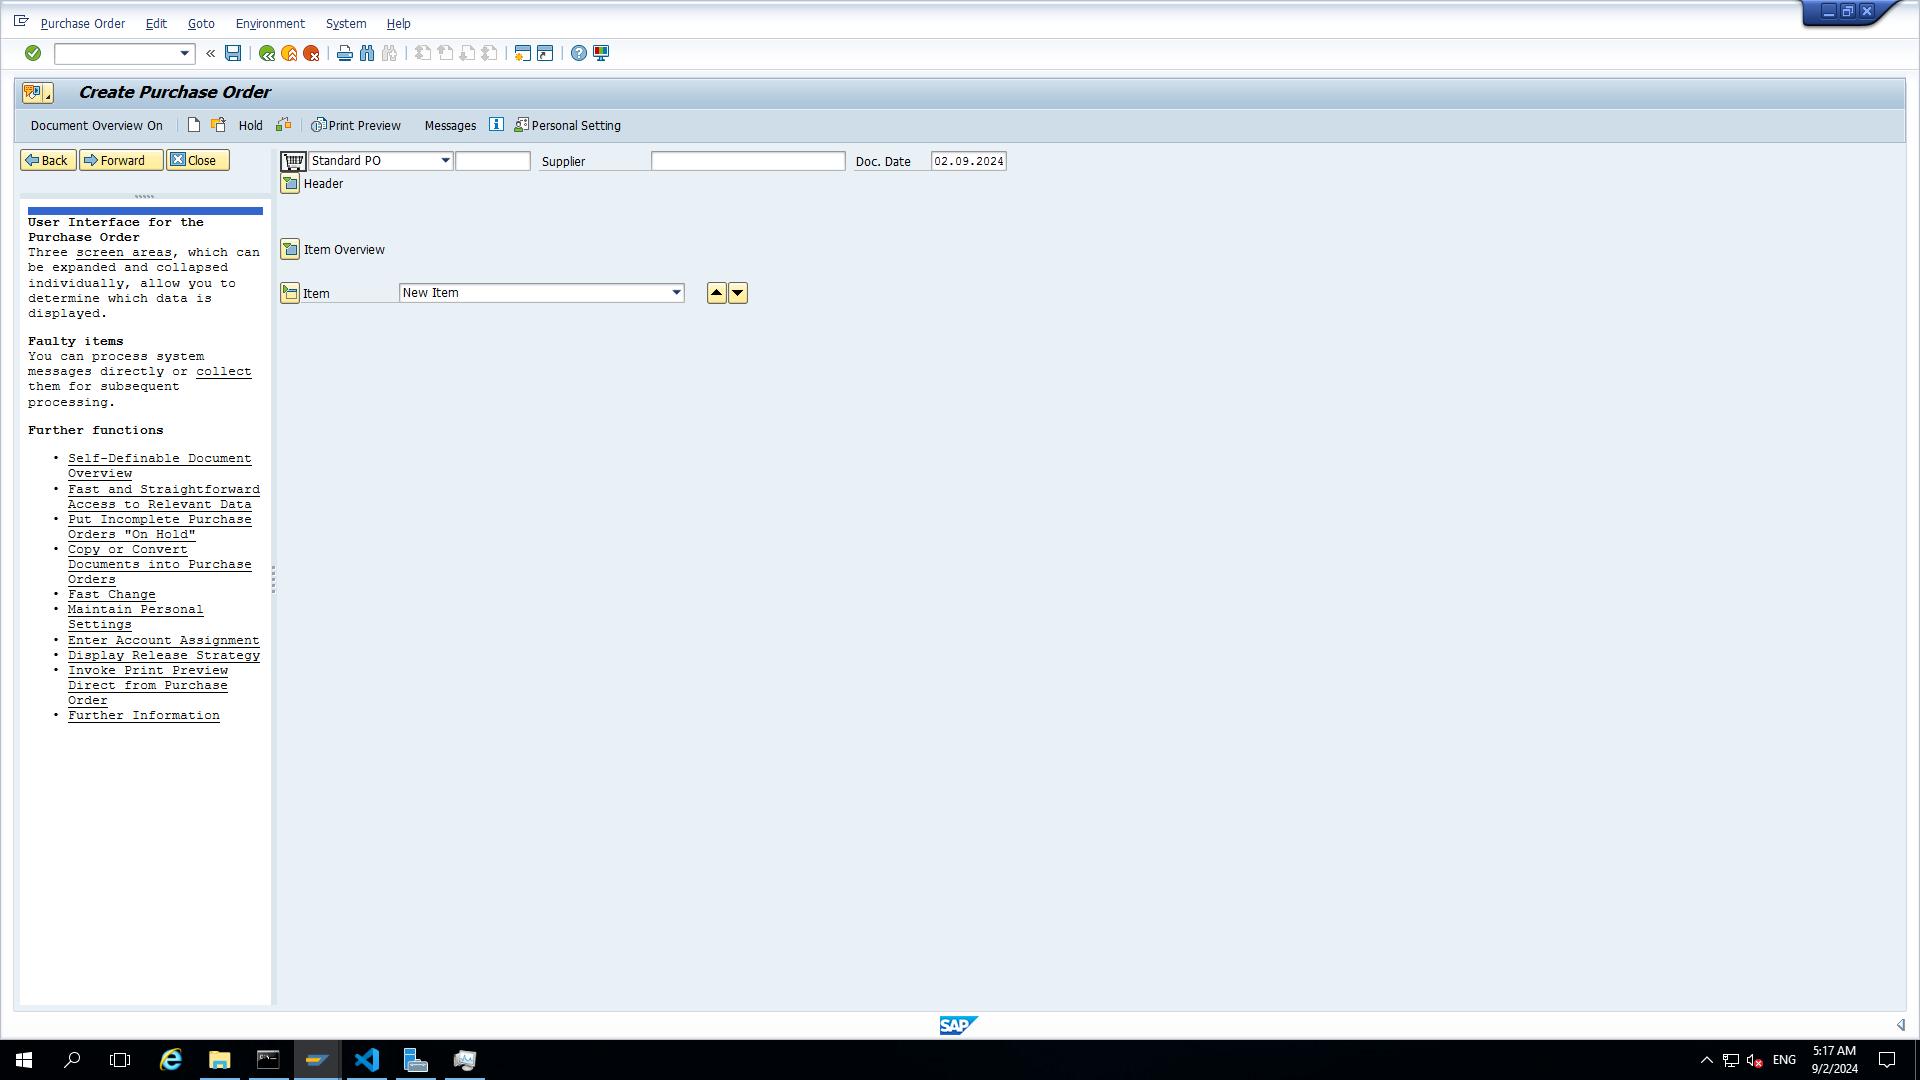 Purchase Order Edit Goto Environment System Help
Create Purchase Order
Document Overview On Hold Print Preview Messages Personal Setting
Back Forward Close
Standard PO Supplier Doc. Date 02.09.2024
Header
Item Overview
Item New Item
User Interface for the
Purchase Order
Three screen areas, which can
be expanded and collapsed
individually, allow you to
determine which data is
displayed.
Faulty items
You can process system
messages directly or collect
them for subsequent
processing.
Further functions
• Self-Definable Document
Overview
• Fast and Straightforward
Access to Relevant Data
• Put Incomplete Purchase
Orders "On Hold"
• Copy or Convert
Documents into Purchase
Orders
• Fast Change
• Maintain Personal
Settings
• Enter Account Assignment
• Display Release Strategy
• Invoke Print Preview
Direct from Purchase
Order
• Further Information
SAP
ENG
5:17 AM
9/2/2024